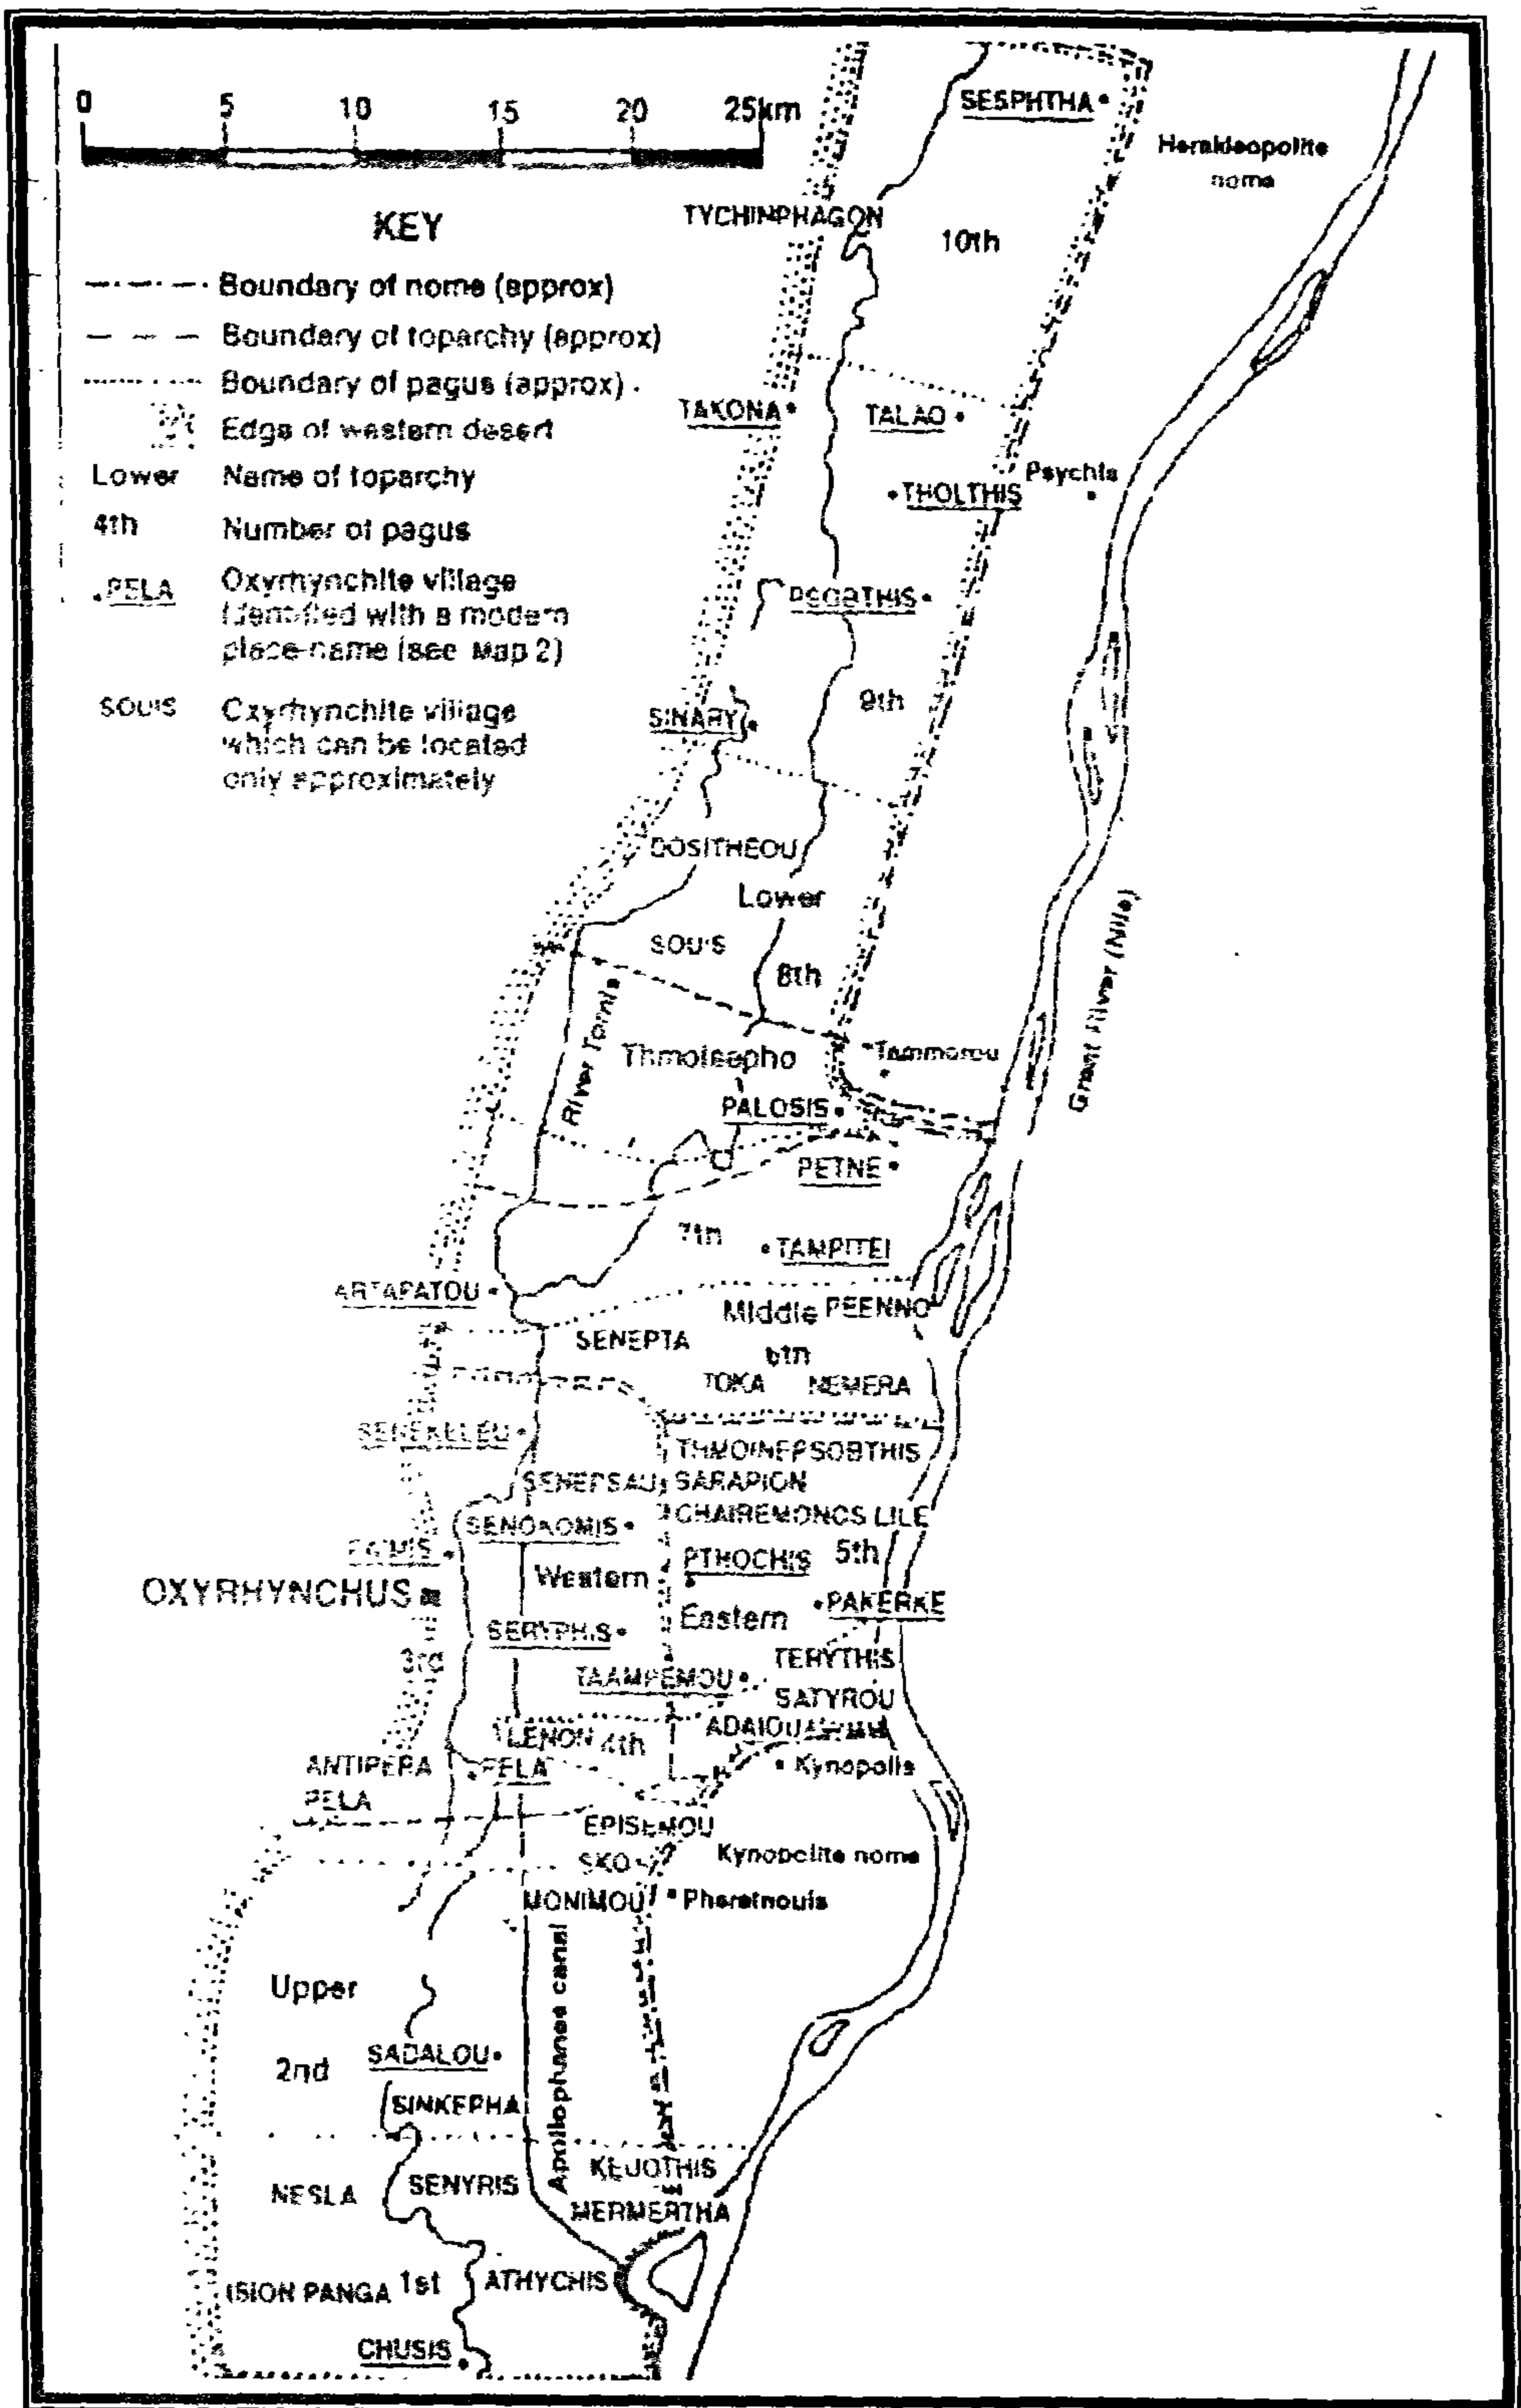 0 5 10 15 20 25km
KEY
Boundary of nome (approx)
Boundary of toparchy (approx)
Boundary of pagus (approx)
Edge of western desert
Lower Name of toparchy
4th Number of pagus
PELA Oxyrhynchite village
identified with a modern
place-name (see Map 2)
SOUIS Oxyrhynchite village
which can be located
only approximately
SESPHTHA
Herakleopolite
nome
TYCHINPHAGON
10th
TAKONA
TALAO
Psychis
THOLTHIS
PSOBTHIS
9th
SINARY
DOSITHEOU
Lower
SOUIS
8th
River Tomis
Great River (Nile)
Thmoisepho
Tammorou
PALOSIS
PETNE
7th
TAMPITEI
ARTAPATOU
Middle PEENNO
SENEPTA
6th
TOKA NEMERA
SENEKELEU
THMOINEPSOBTHIS
SENEPSAU SARAPION
CHAIREMONOS
SENOKOMIS
PTHOCHIS 5th
Western
OXYRHYNCHUS
PAKERKE
Eastern
SERYPHIS
TERYTHIS
3rd
TAAMPEMOU
SATYROU
ADAIOU
LENON 4th
ANTIPERA
PELA
PELA
Kynopolis
EPISEMOU
Kynopolite nome
SKO
MONIMOU
Pheretnouis
Apollophanes canal
Upper
2nd SADALOU
SINKEPHA
KEUOTHIS
NESLA SENYRIS
MERMERTHA
ISION PANGA 1st ATHYCHIS
CHUSIS